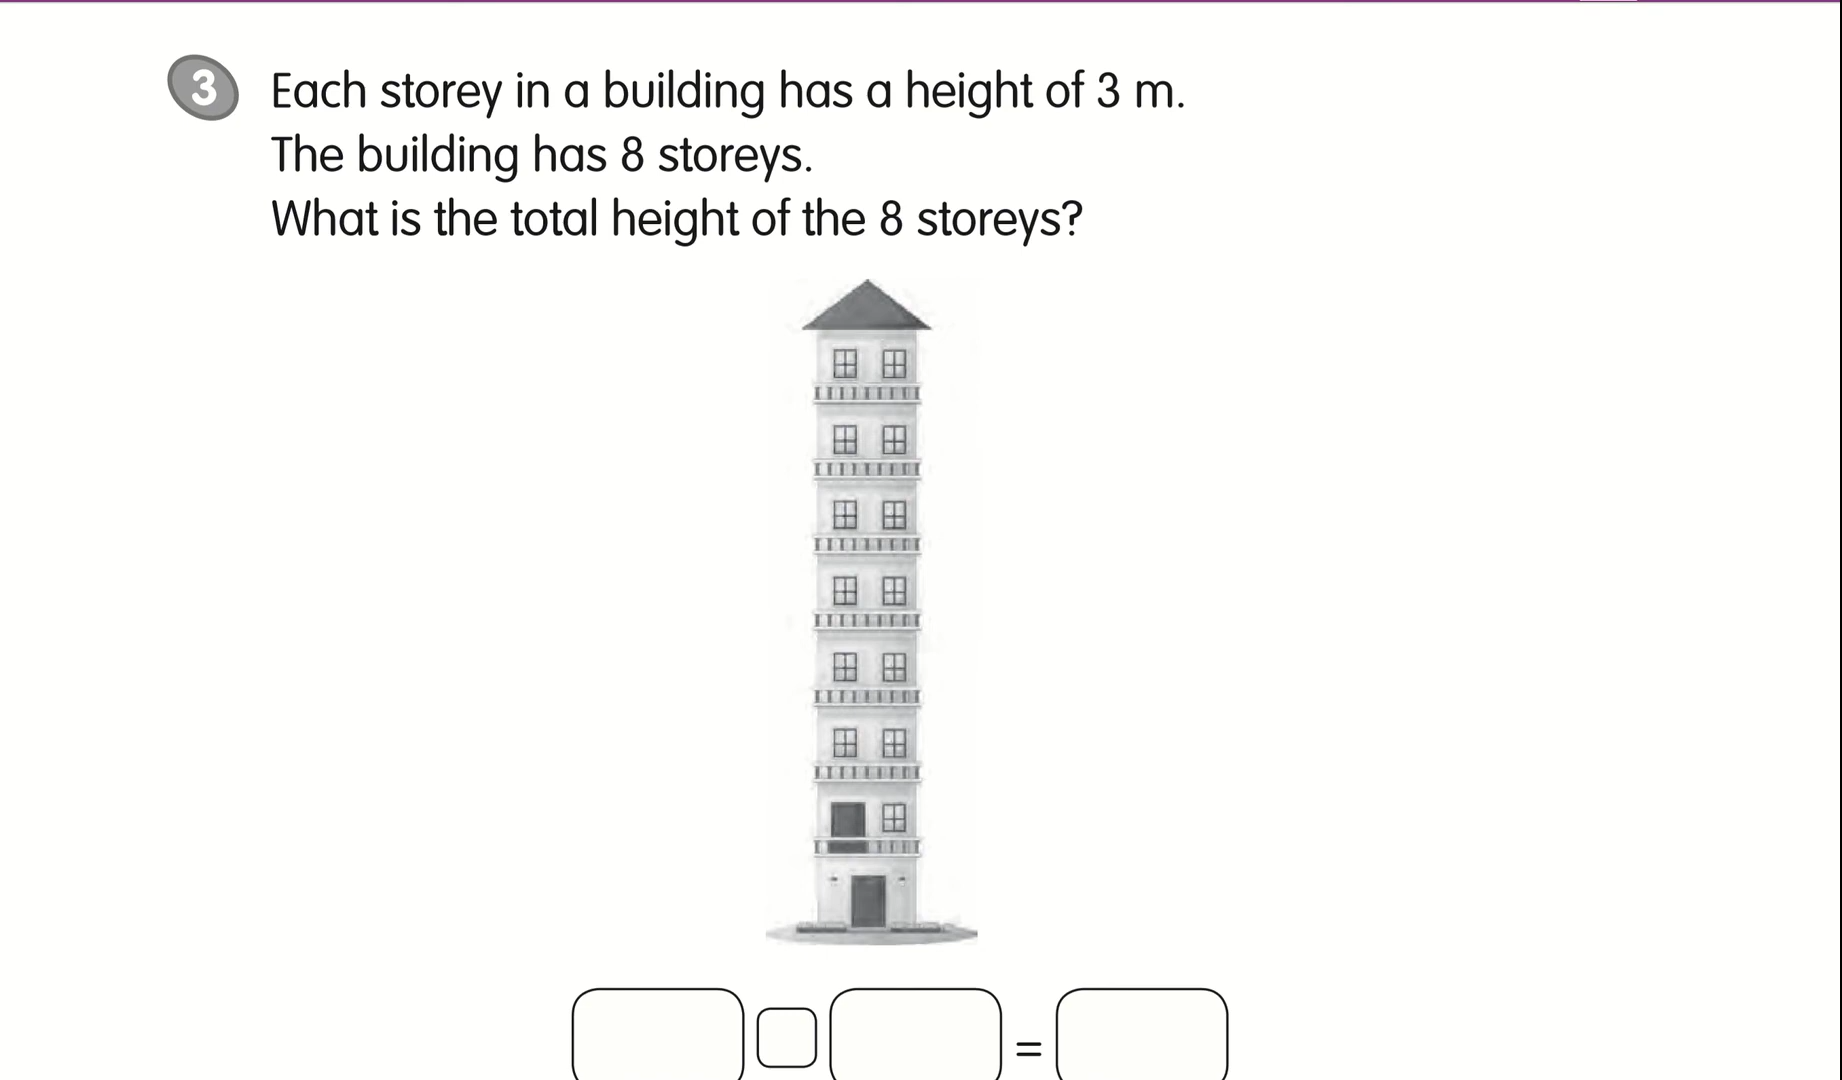 3 Each storey in a building has a height of 3 m.
The building has 8 storeys.
What is the total height of the 8 storeys?
=